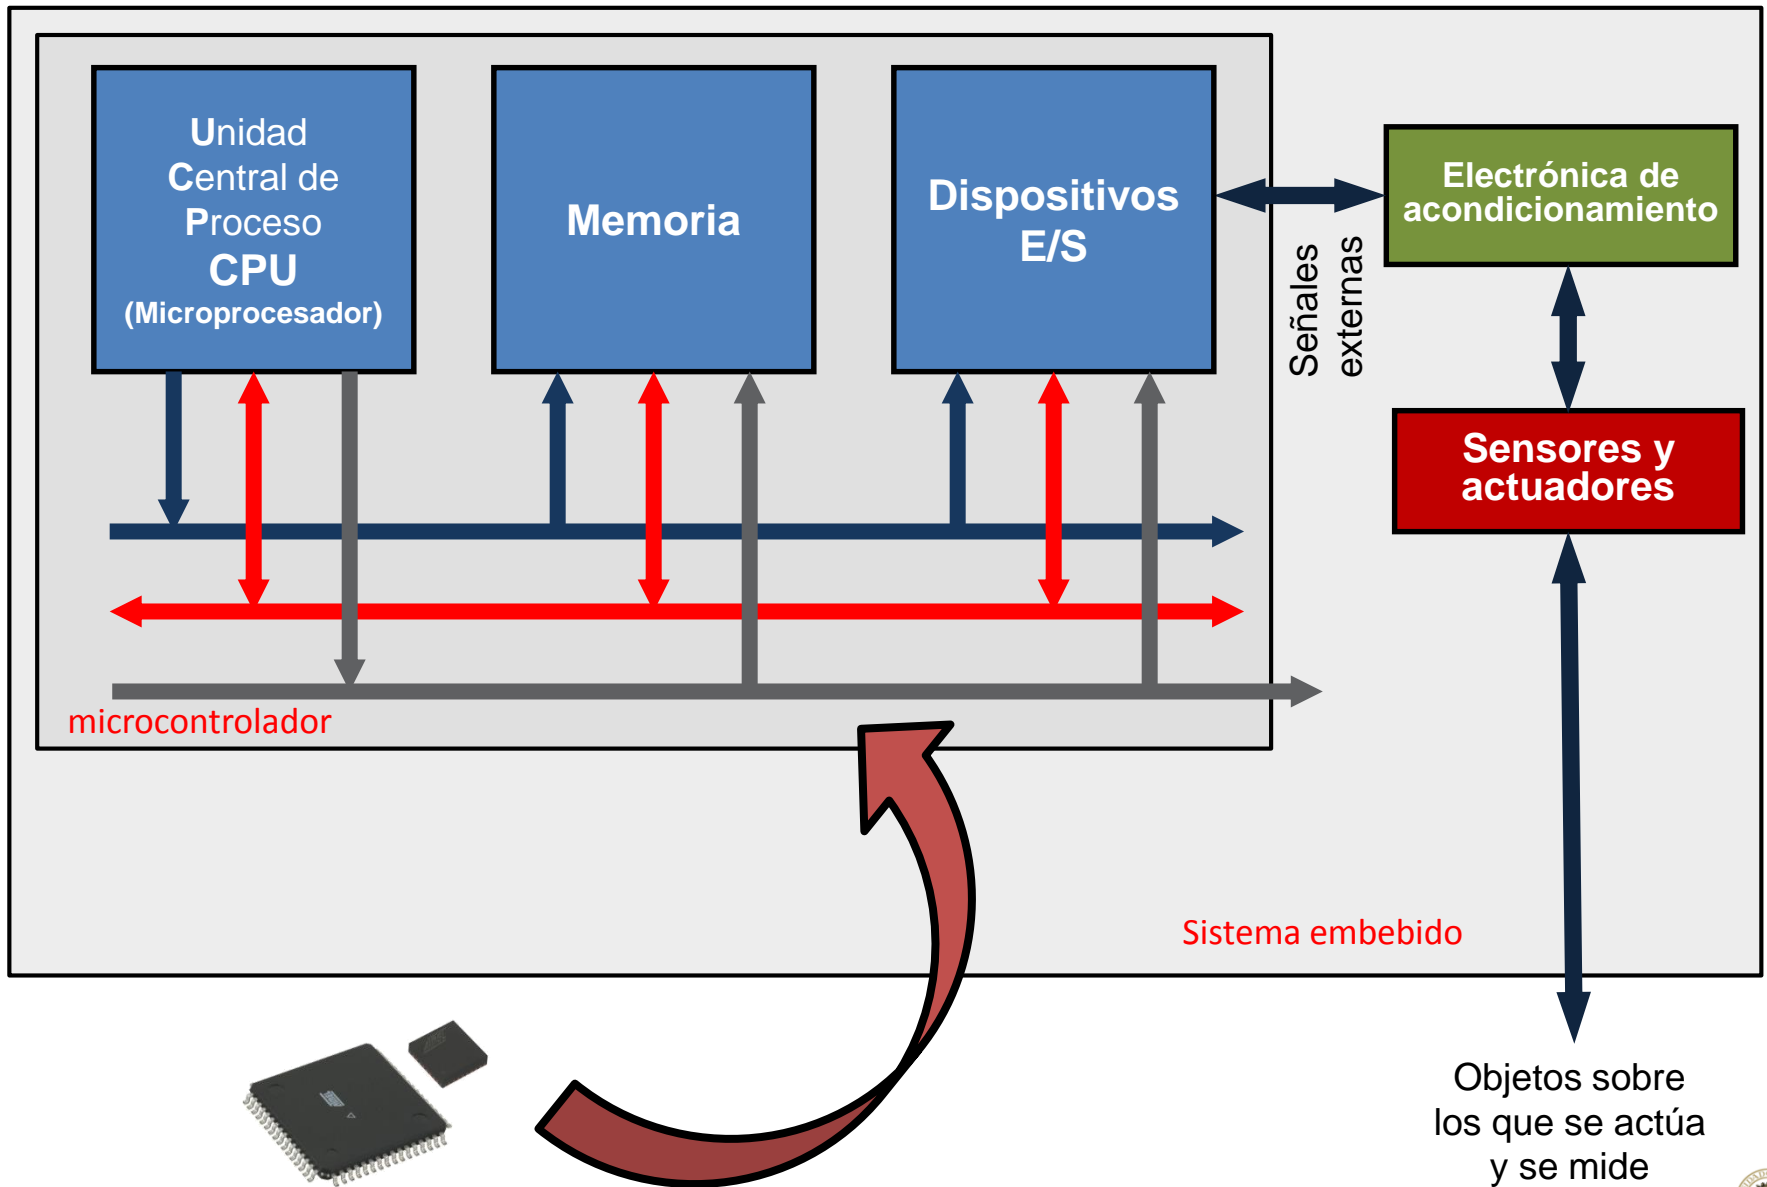 Unidad
Central de
Proceso
CPU
(Microprocesador)
Memoria
Dispositivos
E/S
Señales
externas
Electrónica de
acondicionamiento
Sensores y
actuadores
microcontrolador
Sistema embebido
Objetos sobre
los que se actúa
y se mide